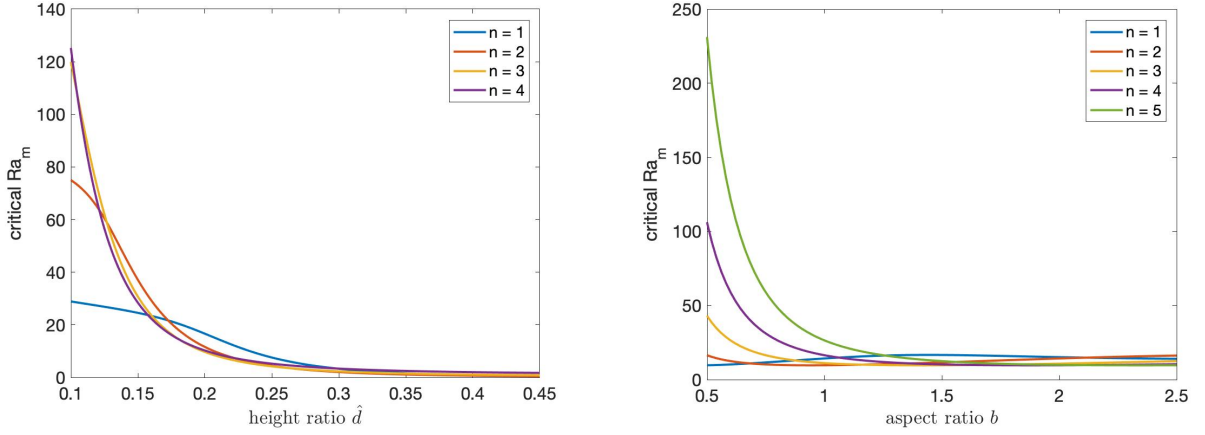 140
120
100
80
60
40
20
0
critical Ra_m
n = 1
n = 2
n = 3
n = 4
0.1 0.15 0.2 0.25 0.3 0.35 0.4 0.45
height ratio d̂
250
200
150
100
50
0
critical Ra_m
n = 1
n = 2
n = 3
n = 4
n = 5
0.5 1 1.5 2 2.5
aspect ratio b